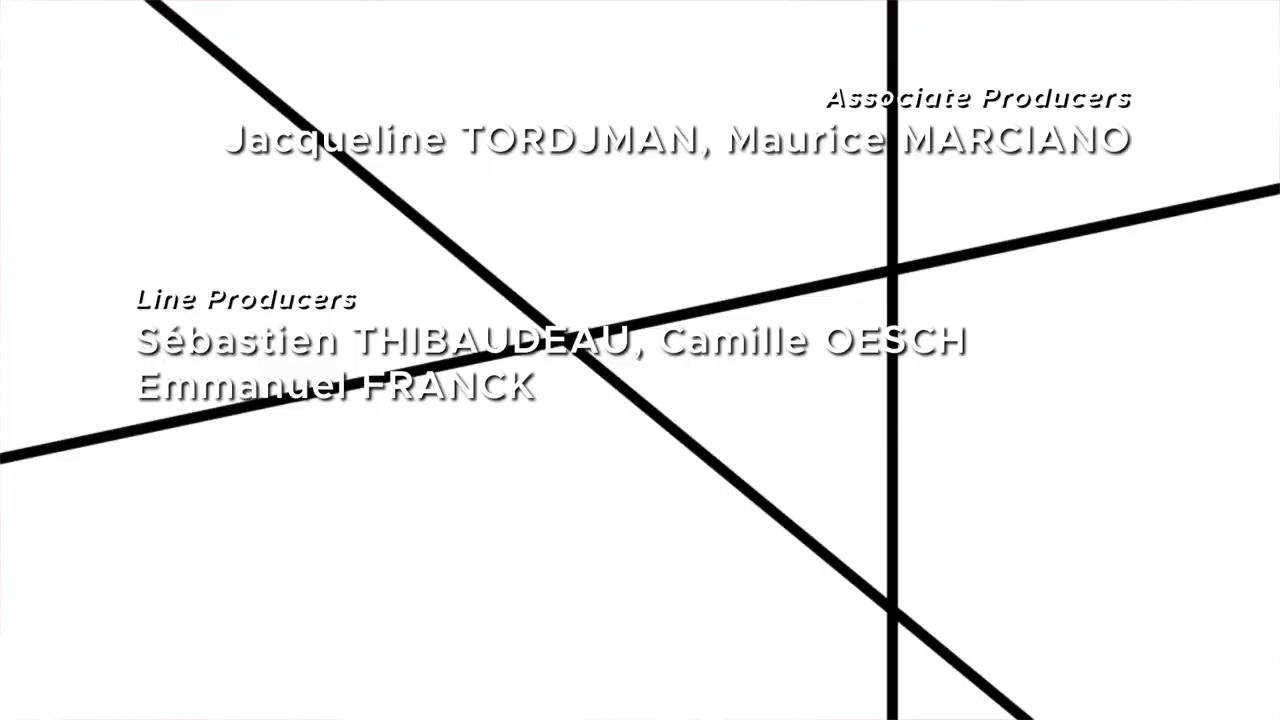 Associate Producers
Jacqueline TORDJMAN, Maurice MARCIANO
Line Producers
Sébastien THIBAUDEAU, Camille OESCH
Emmanuel FRANCK